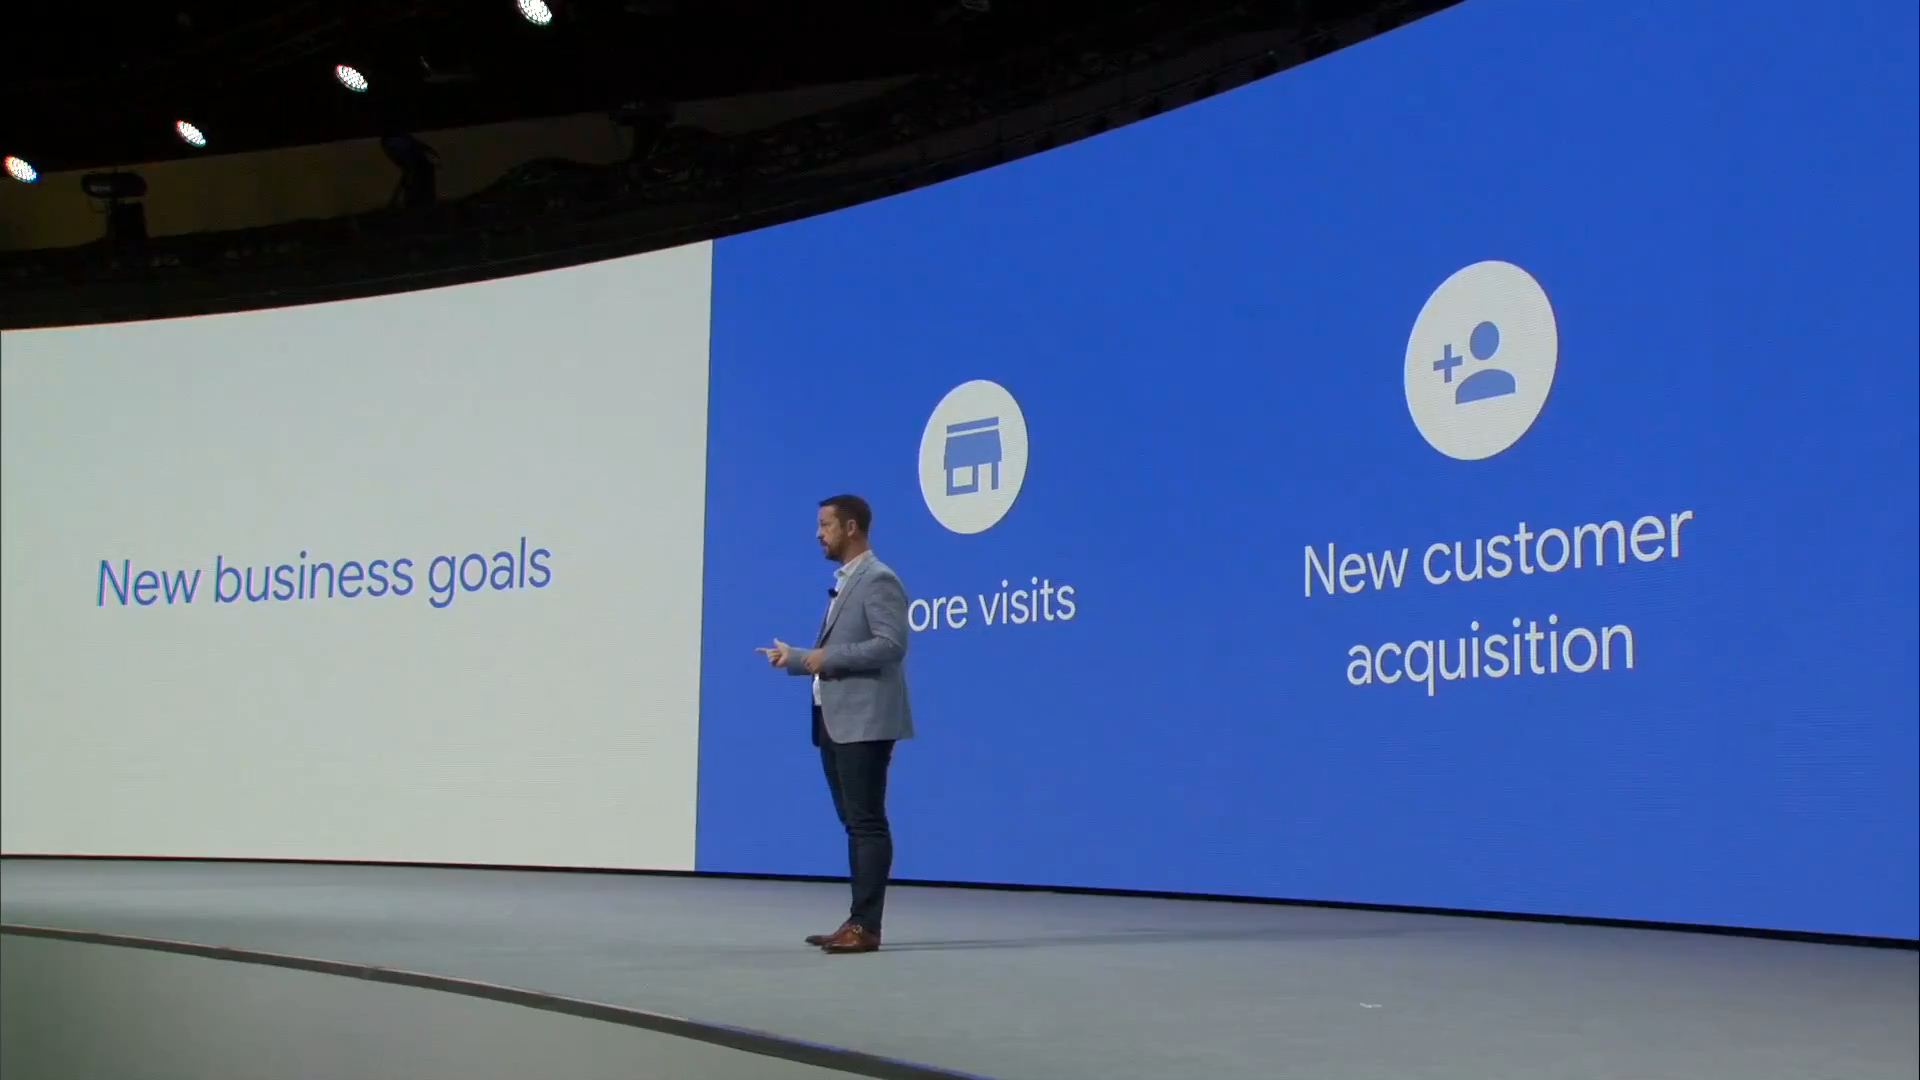 New business goals
ore visits
New customer
acquisition